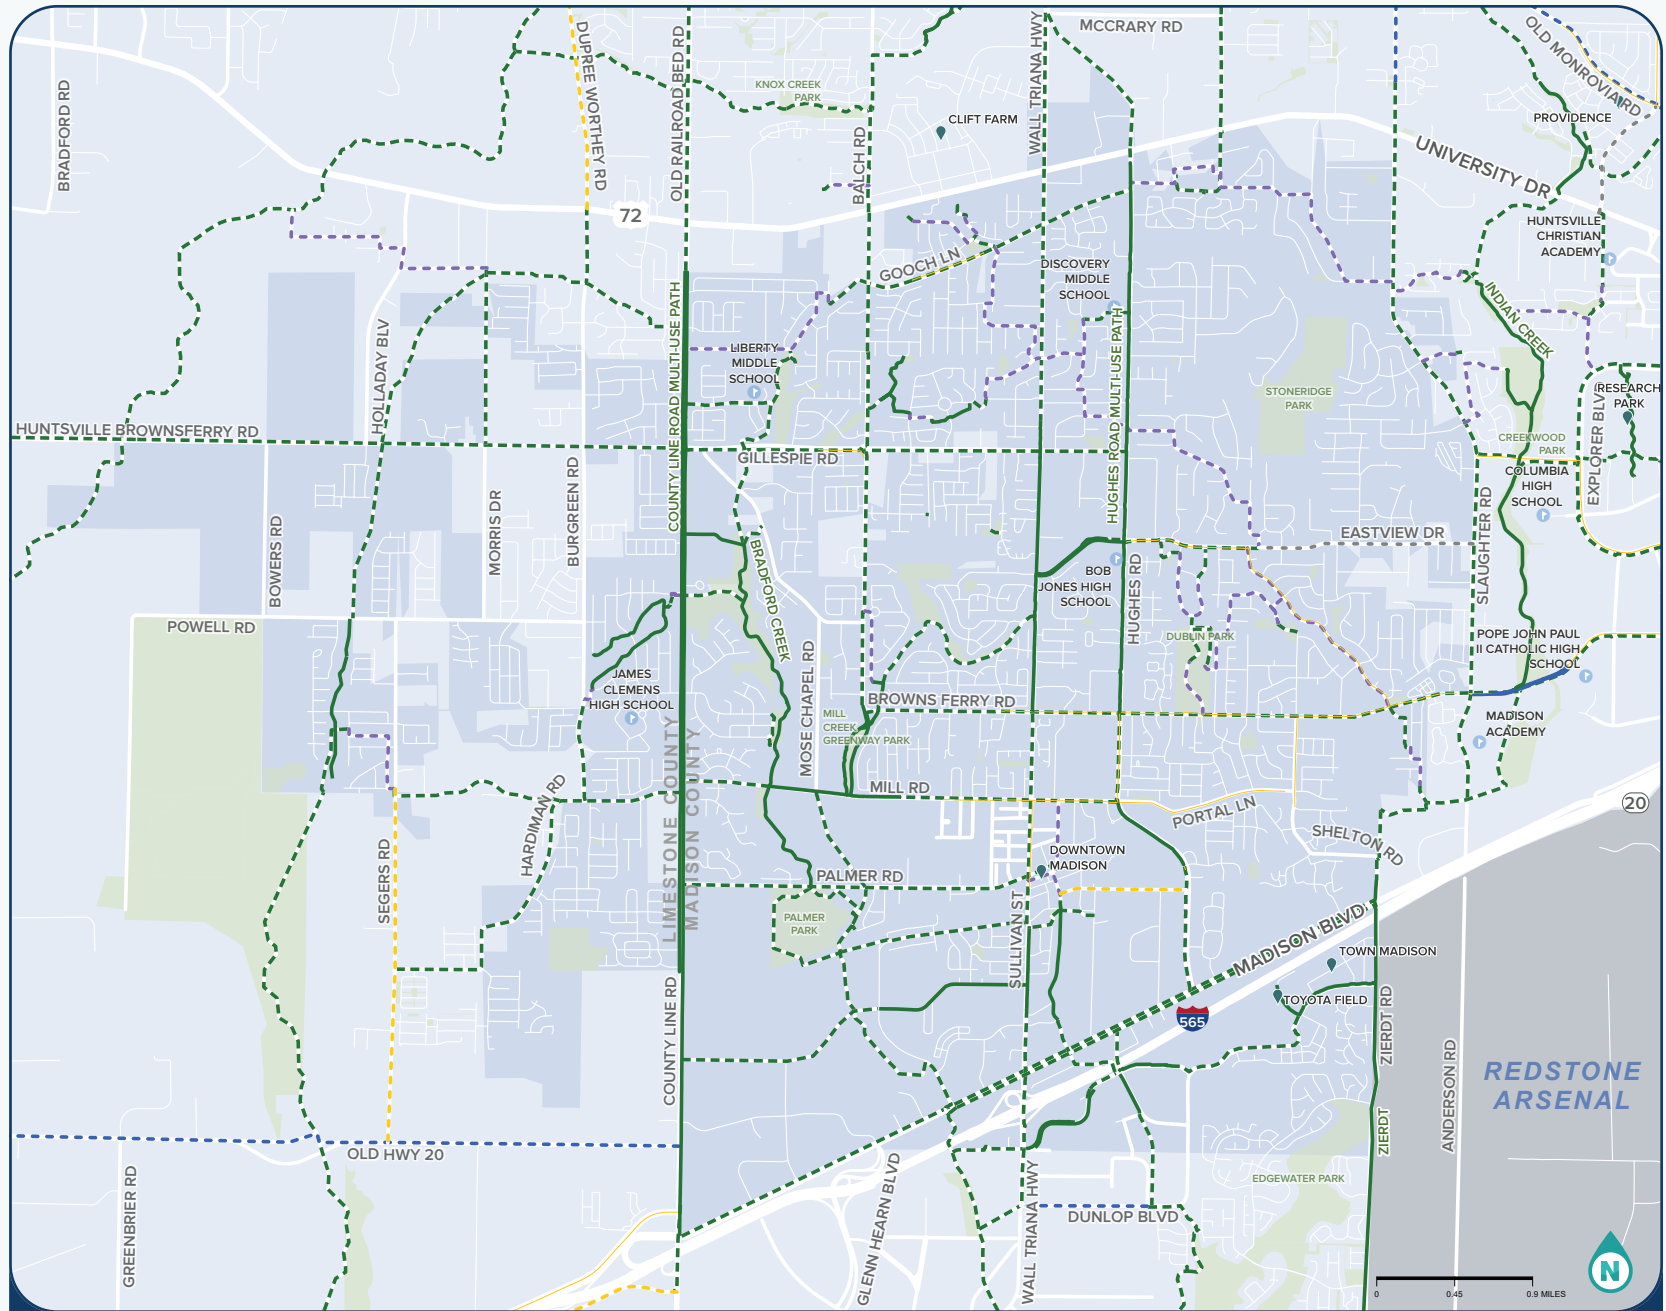 MCCRARY RD
OLD MONROVIA RD
DUPREE WORTHEY RD
OLD RAILROAD BED RD
WALL TRIANA HWY
BRADFORD RD
KNOX CREEK
PARK
CLIFT FARM
PROVIDENCE
BALCH RD
UNIVERSITY DR
72
HUNTSVILLE
CHRISTIAN
ACADEMY
GOOCH LN
DISCOVERY
MIDDLE
SCHOOL
INDIAN CREEK
HOLLADAY BLV
COUNTY LINE ROAD MULTI-USE PATH
HUGHES ROAD MULTI-USE PATH
LIBERTY
MIDDLE
SCHOOL
STONERIDGE
PARK
RESEARCH
PARK
EXPLORER BLVD
HUNTSVILLE BROWNSFERRY RD
GILLESPIE RD
CREEKWOOD
PARK
COLUMBIA
HIGH
SCHOOL
BOWERS RD
MORRIS DR
BURGREEN RD
SLAUGHTER RD
EASTVIEW DR
BRADFORD CREEK
BOB
JONES HIGH
SCHOOL
HUGHES RD
POWELL RD
DUBLIN PARK
POPE JOHN PAUL
II CATHOLIC HIGH
SCHOOL
JAMES
CLEMENS
HIGH SCHOOL
MOSE CHAPEL RD
BROWNS FERRY RD
MILL
CREEK
GREENWAY PARK
MADISON
ACADEMY
LIMESTONE COUNTY
MADISON COUNTY
MILL RD
PORTAL LN
20
HARDIMAN RD
SHELTON RD
SEGERS RD
DOWNTOWN
MADISON
PALMER RD
PALMER
PARK
SULLIVAN ST
MADISON BLVD
TOWN MADISON
TOYOTA FIELD
565
COUNTY LINE RD
ZIERDT RD
ANDERSON RD
REDSTONE
ARSENAL
ZIERDT
OLD HWY 20
GREENBRIER RD
GLENN HEARN BLVD
WALL TRIANA HWY
DUNLOP BLVD
EDGEWATER PARK
N
0 0.45 0.9 MILES